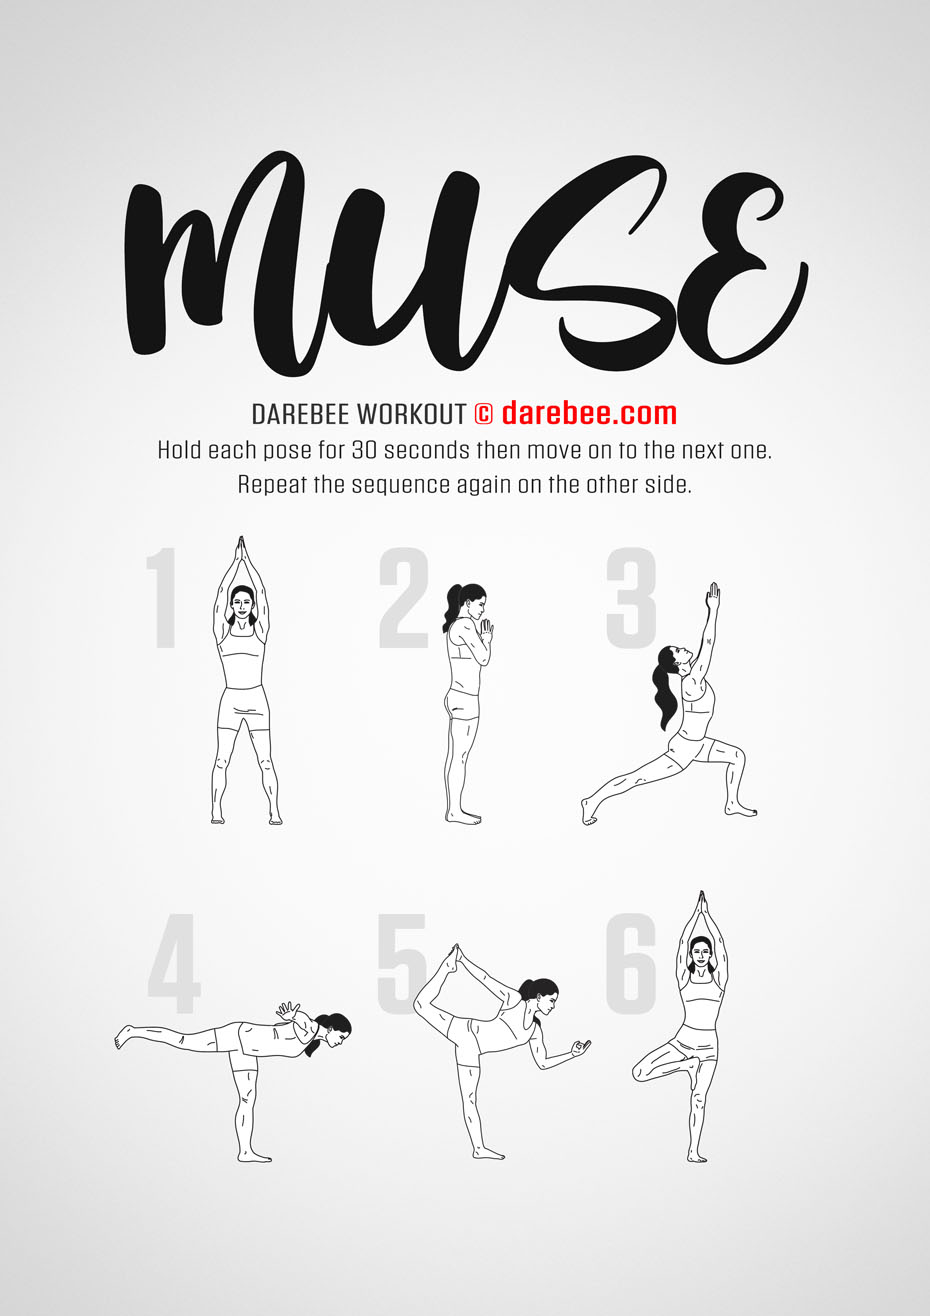 MUSE
DAREBEE WORKOUT © darebee.com
Hold each pose for 30 seconds then move on to the next one.
Repeat the sequence again on the other side.
1 2 3
4 5 6